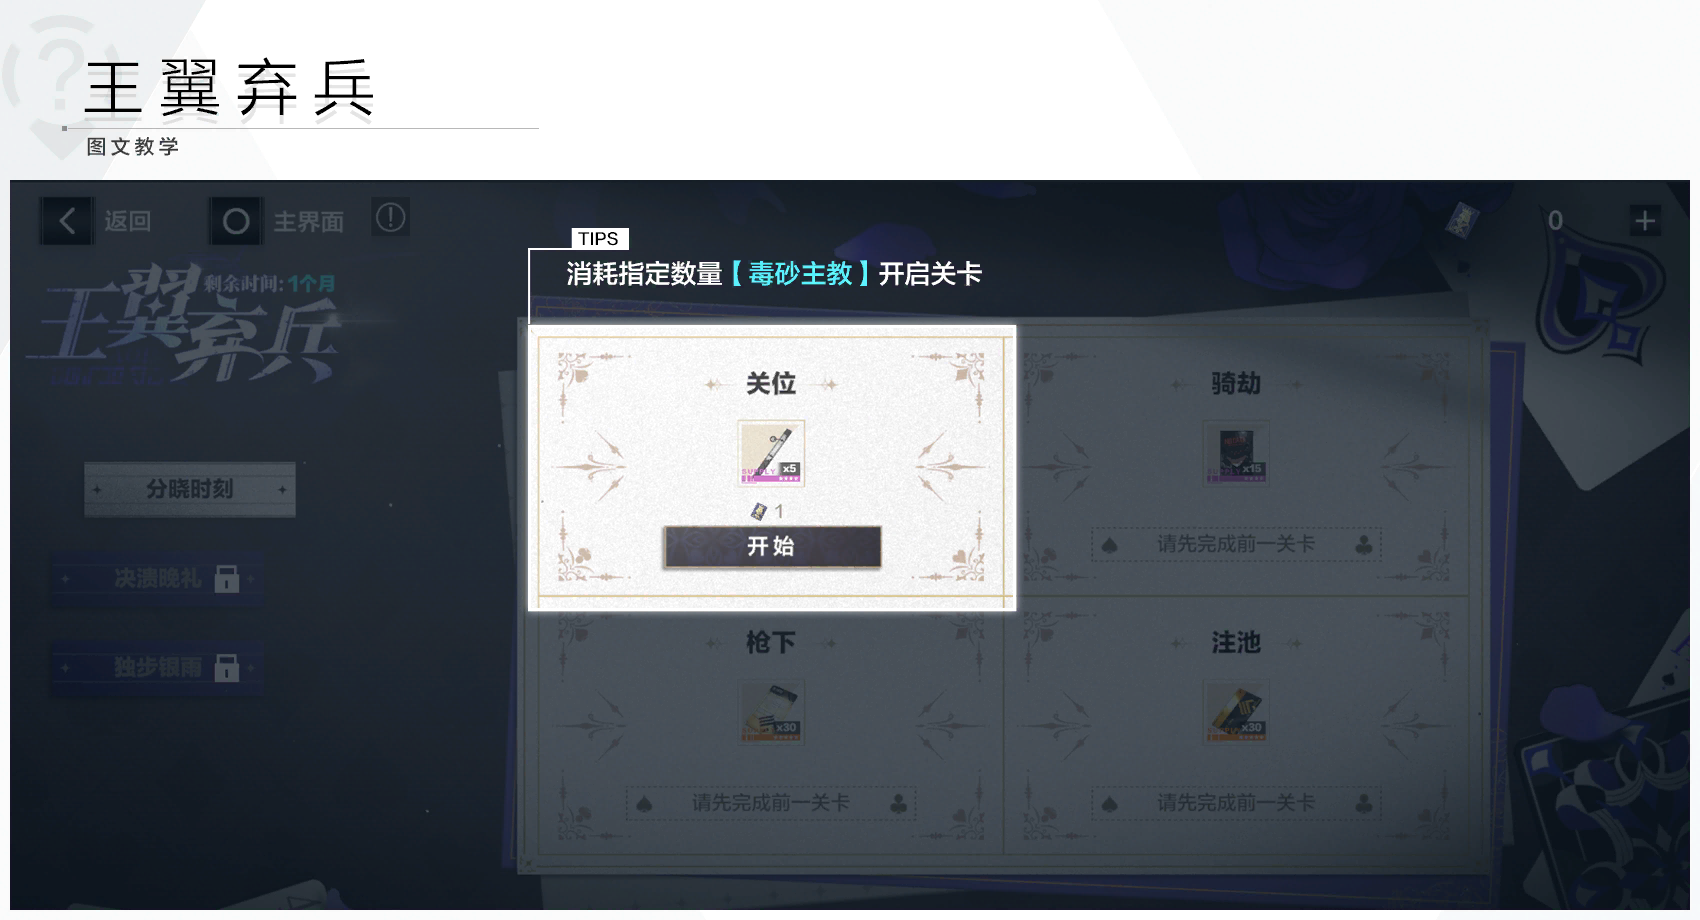 王翼弃兵
图文教学
返回
主界面
0
TIPS
消耗指定数量【毒砂主教】开启关卡
剩余时间:1个月
王翼弃兵
关位
SUPPLY x5
1
开始
骑劫
x15
请先完成前一关卡
分晓时刻
决溃晚礼
独步银雨
枪下
x30
请先完成前一关卡
注池
x30
请先完成前一关卡